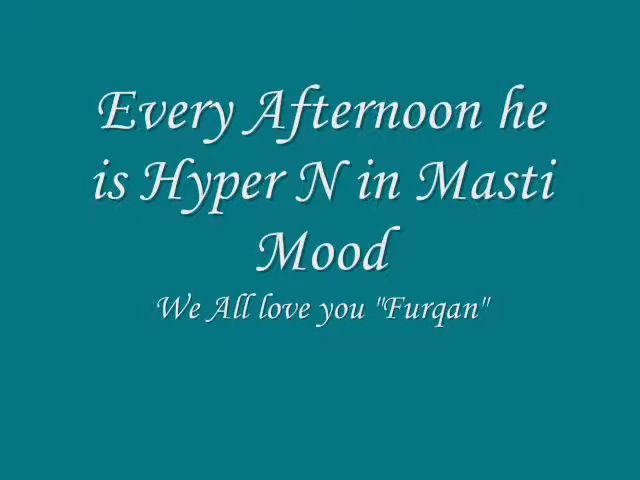 Every Afternoon he
is Hyper N in Masti
Mood
We All love you "Furqan"